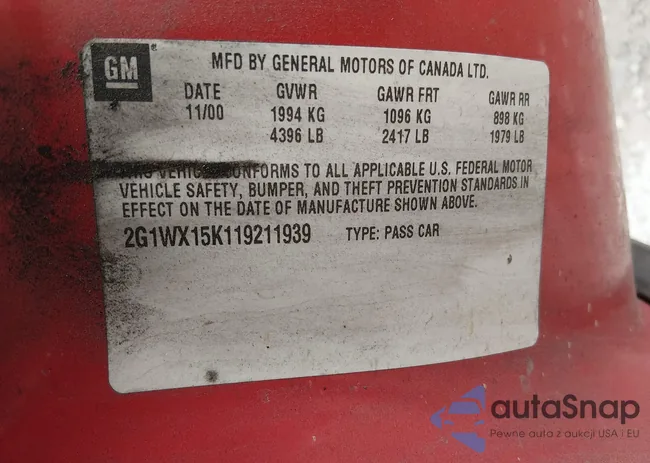 GM
MFD BY GENERAL MOTORS OF CANADA LTD.
DATE GVWR GAWR FRT GAWR RR
11/00 1994 KG 1096 KG 898 KG
4396 LB 2417 LB 1979 LB
THIS VEHICLE CONFORMS TO ALL APPLICABLE U.S. FEDERAL MOTOR
VEHICLE SAFETY, BUMPER, AND THEFT PREVENTION STANDARDS IN
EFFECT ON THE DATE OF MANUFACTURE SHOWN ABOVE.
2G1WX15K119211939 TYPE: PASS CAR
autaSnap
Pewne auta z aukcji USA i EU